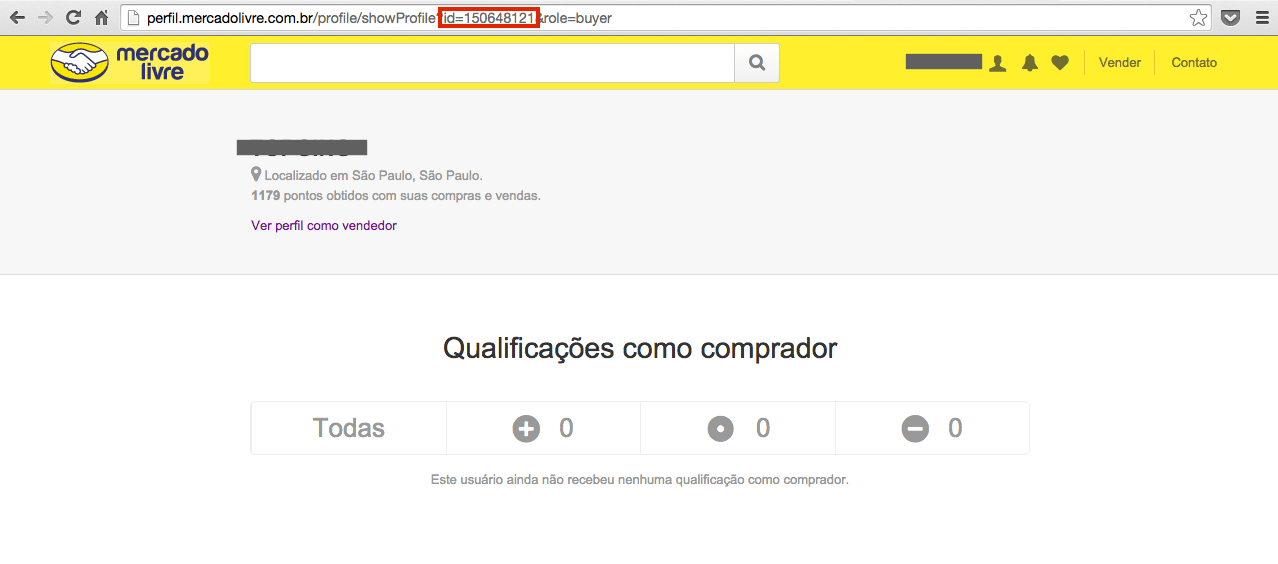 perfil.mercadolivre.com.br/profile/showProfile?id=150648121&role=buyer
mercado
livre
Vender
Contato
Localizado em São Paulo, São Paulo.
1179 pontos obtidos com suas compras e vendas.
Ver perfil como vendedor
Qualificações como comprador
Todas
0
0
0
Este usuário ainda não recebeu nenhuma qualificação como comprador.